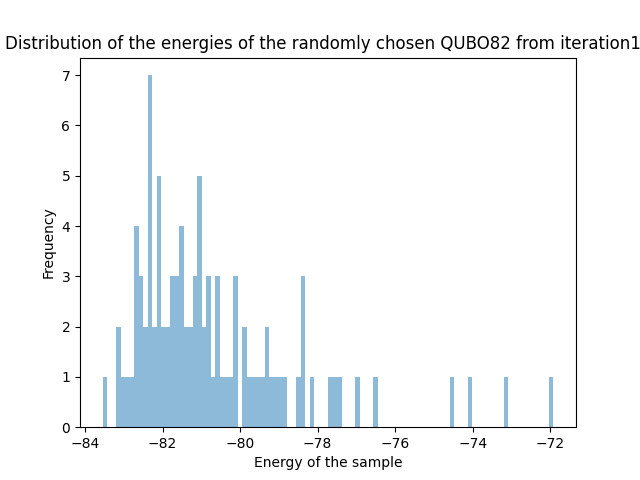 Distribution of the energies of the randomly chosen QUBO82 from iteration1
7
6
5
4
3
2
1
0
Frequency
−84 −82 −80 −78 −76 −74 −72
Energy of the sample